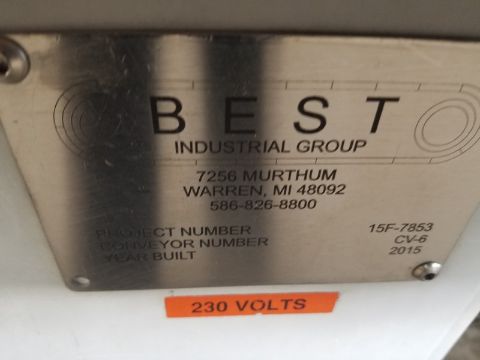 BEST
INDUSTRIAL GROUP
7256 MURTHUM
WARREN, MI 48092
586-826-8800
PROJECT NUMBER 15F-7853
CONVEYOR NUMBER CV-6
YEAR BUILT 2015
230 VOLTS